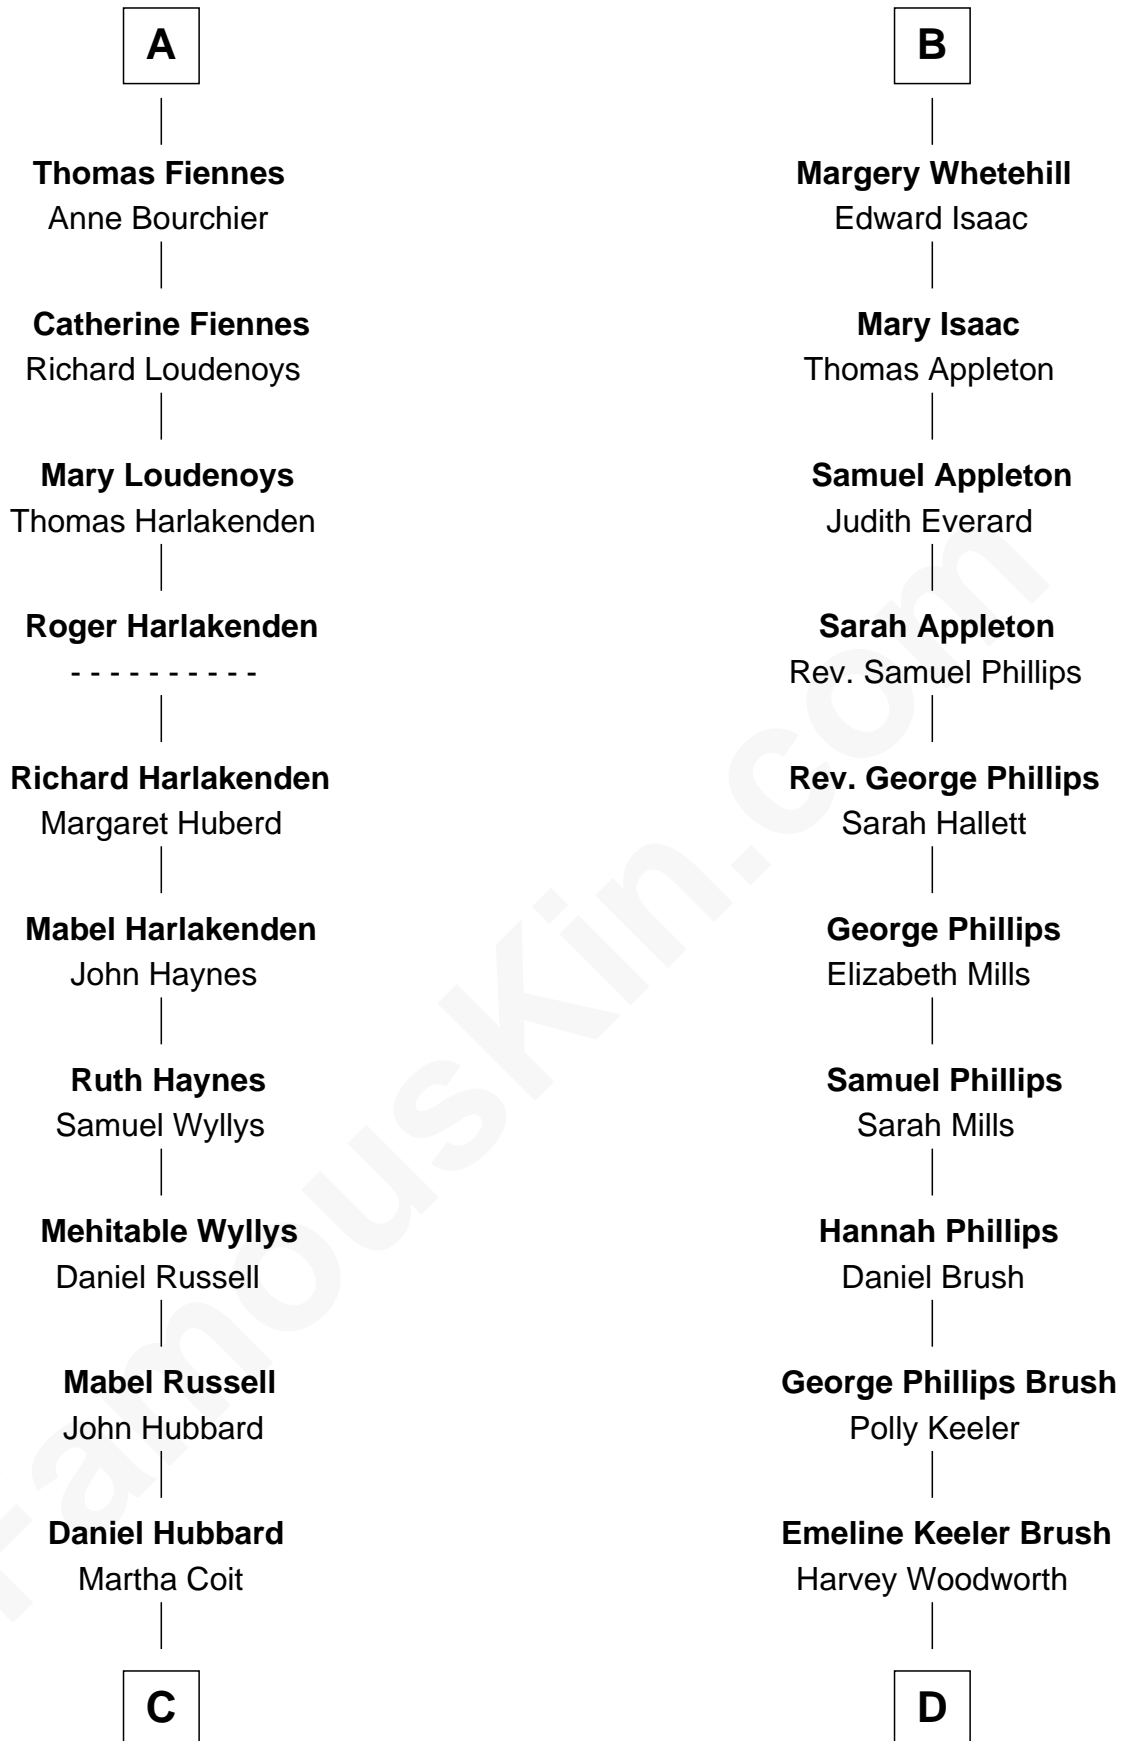 A
Thomas Fiennes
Anne Bourchier
Catherine Fiennes
Richard Loudenoys
Mary Loudenoys
Thomas Harlakenden
Roger Harlakenden
- - - - - - - - - -
Richard Harlakenden
Margaret Huberd
Mabel Harlakenden
John Haynes
Ruth Haynes
Samuel Wyllys
Mehitable Wyllys
Daniel Russell
Mabel Russell
John Hubbard
Daniel Hubbard
Martha Coit
C
B
Margery Whetehill
Edward Isaac
Mary Isaac
Thomas Appleton
Samuel Appleton
Judith Everard
Sarah Appleton
Rev. Samuel Phillips
Rev. George Phillips
Sarah Hallett
George Phillips
Elizabeth Mills
Samuel Phillips
Sarah Mills
Hannah Phillips
Daniel Brush
George Phillips Brush
Polly Keeler
Emeline Keeler Brush
Harvey Woodworth
D
FamousKin.com